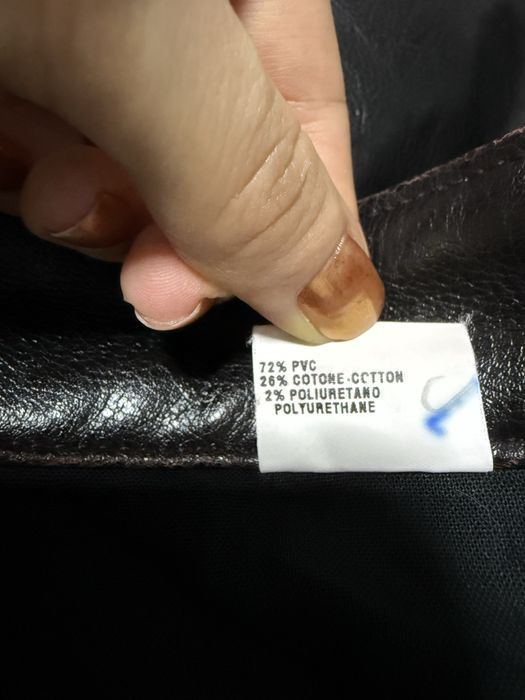 72% PVC
26% COTONE-COTTON
2% POLIURETANO
POLYURETHANE